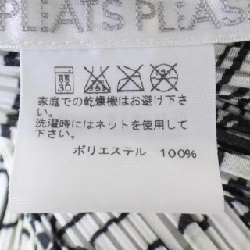 PLEATS PLEAS
家庭での乾燥機はお避け下さ
い。
洗濯時にはネットを使用して下
さい。
ポリエステル 100%